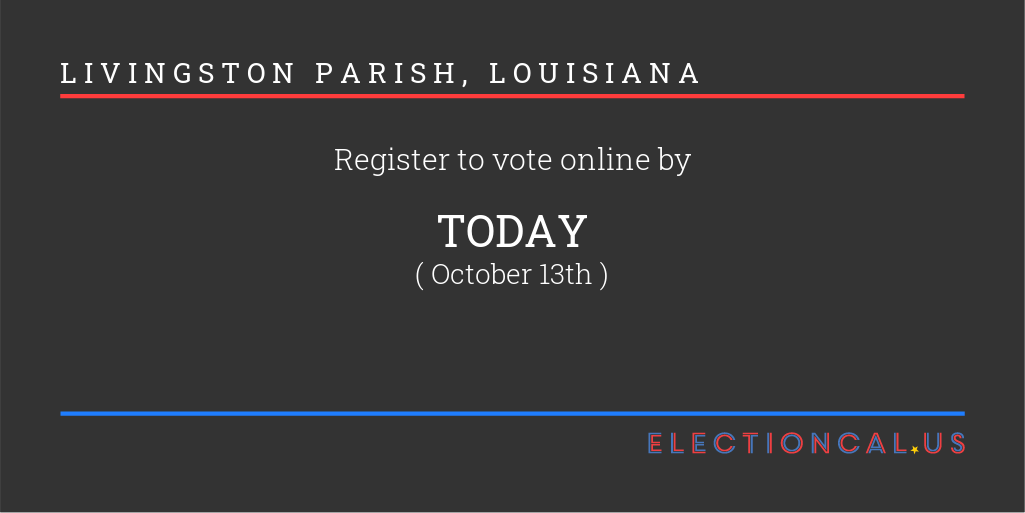 LIVINGSTON PARISH, LOUISIANA
Register to vote online by
TODAY
( October 13th )
ELECTIONCAL.US